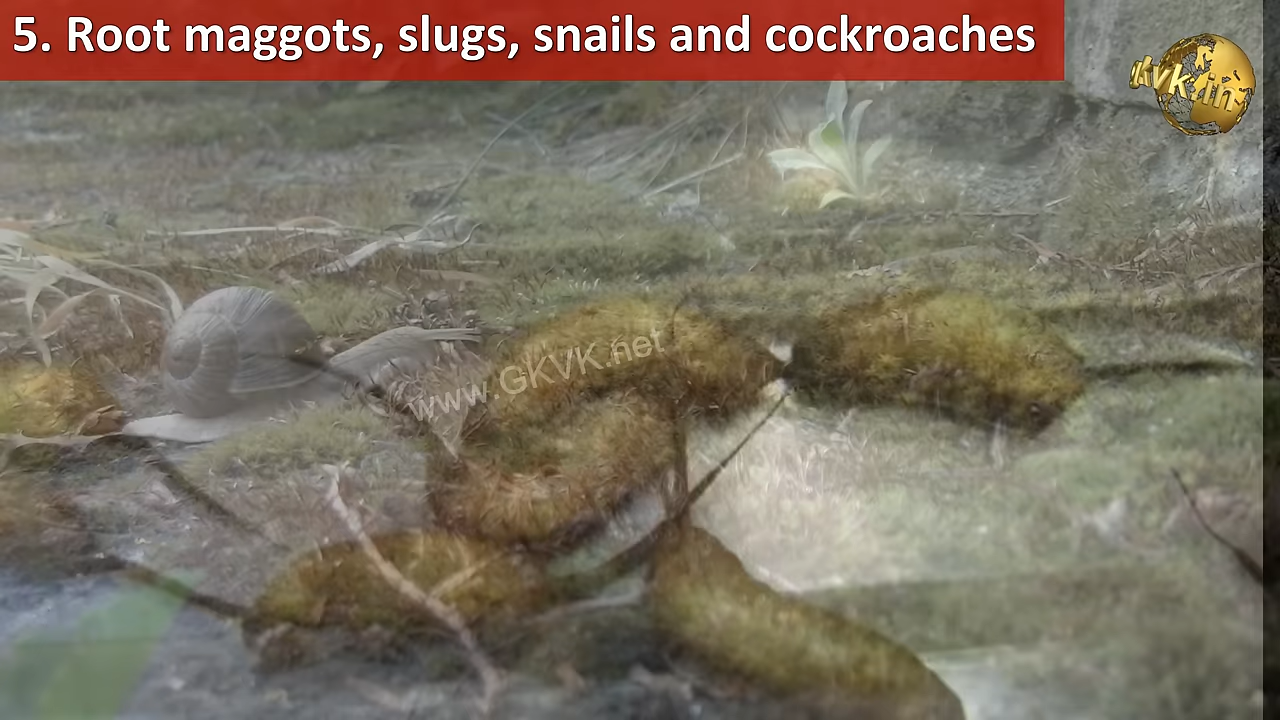 5. Root maggots, slugs, snails and cockroaches
gkvk.in
www.GKVK.net